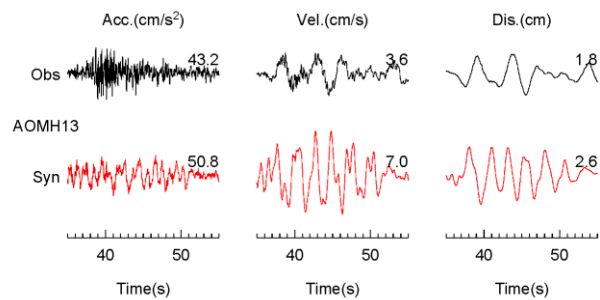 Acc.(cm/s²) Vel.(cm/s) Dis.(cm)
Obs 43.2 3.6 1.8
AOMH13
Syn 50.8 7.0 2.6
40 50 40 50 40 50
Time(s) Time(s) Time(s)